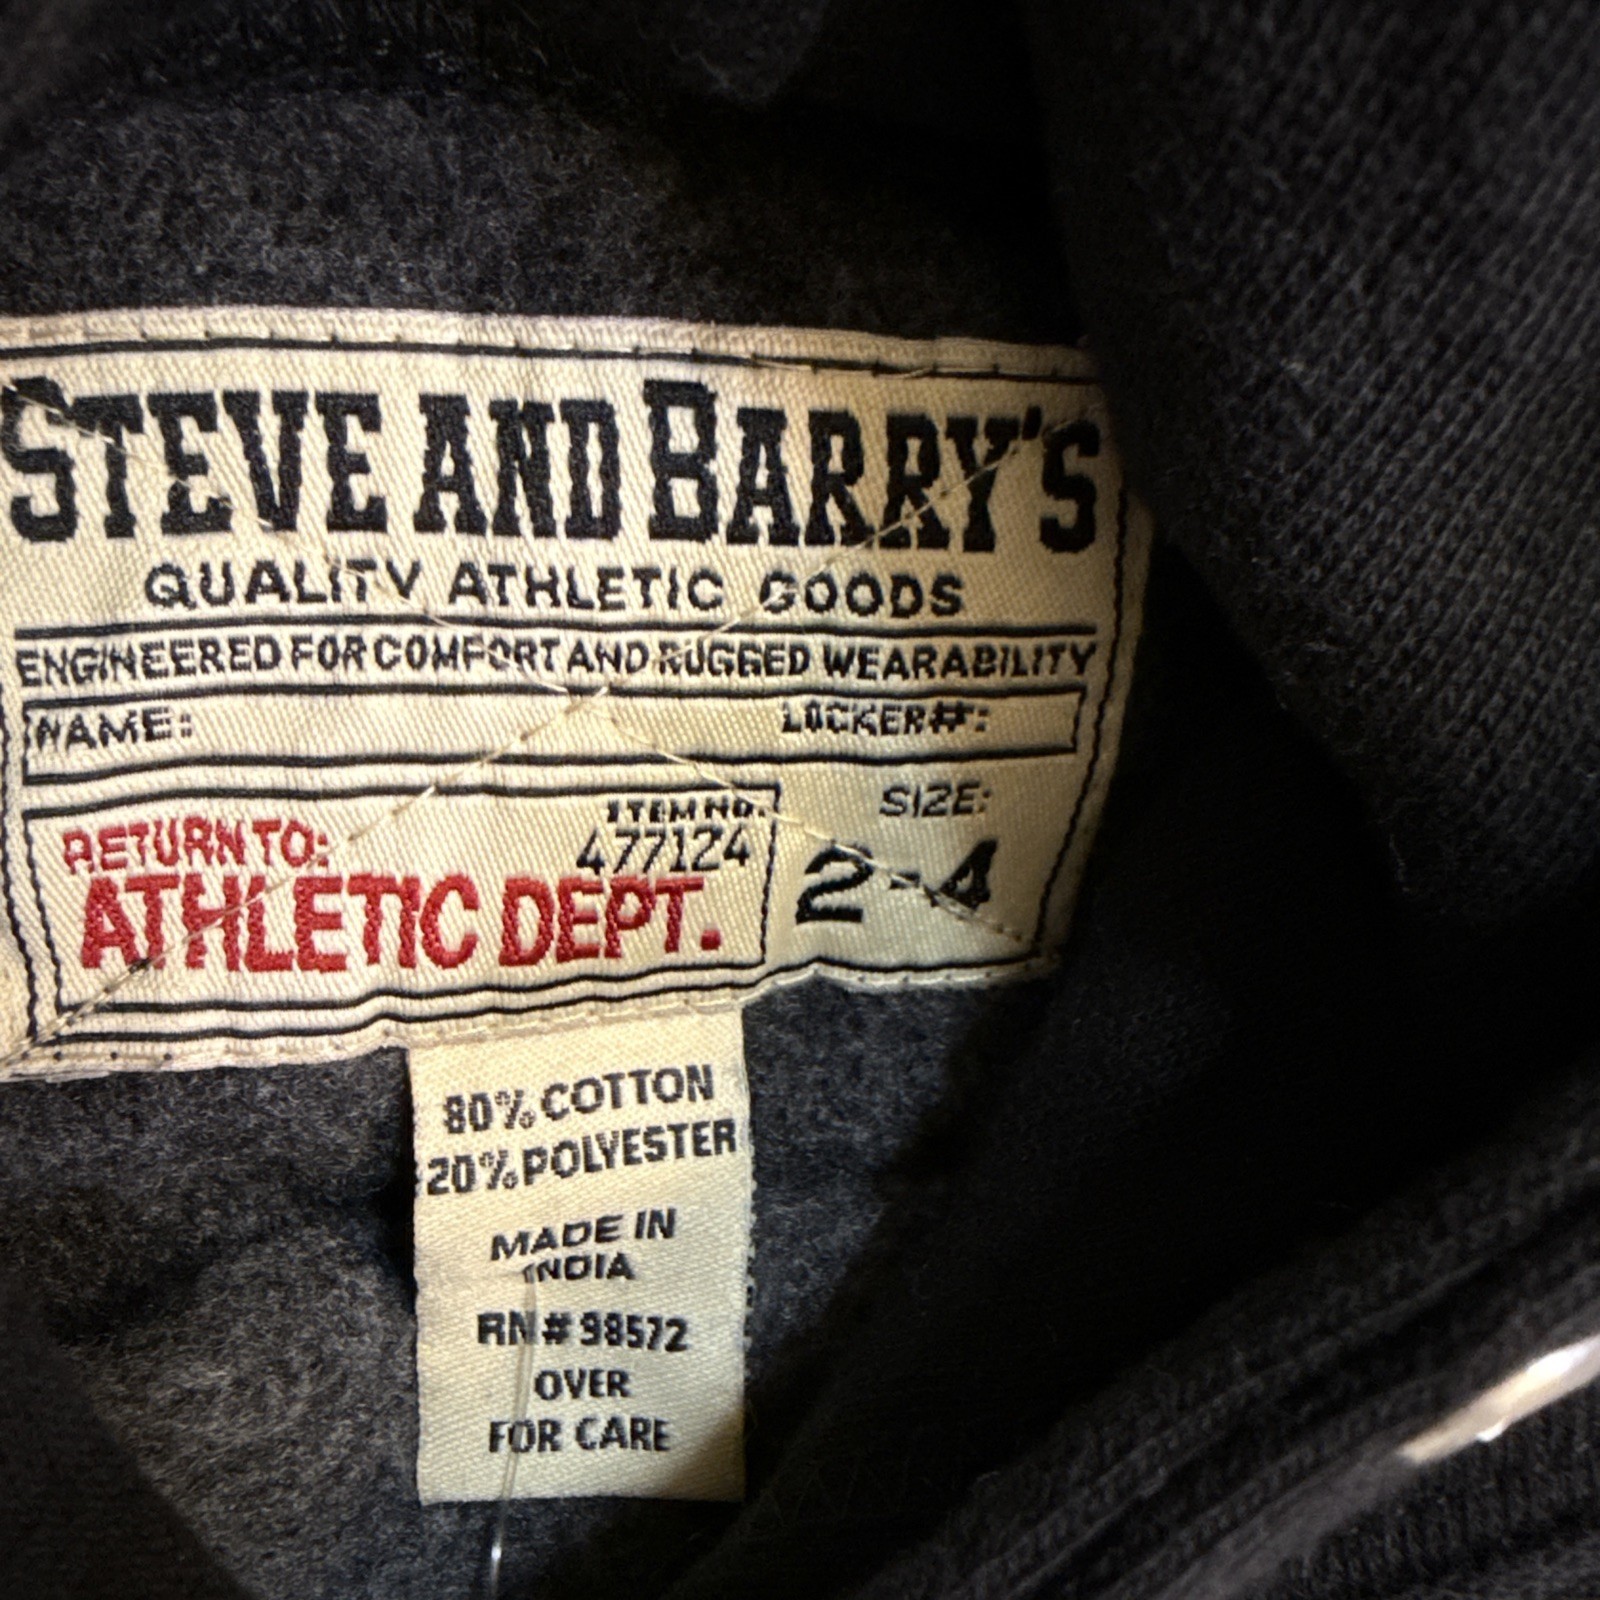 STEVE AND BARRY'S
QUALITY ATHLETIC GOODS
ENGINEERED FOR COMFORT AND RUGGED WEARABILITY
NAME: LOCKER#:
ITEM NO. SIZE:
RETURN TO: 477124
ATHLETIC DEPT. 2-4
80% COTTON
20% POLYESTER
MADE IN
INDIA
RN# 98572
OVER
FOR CARE